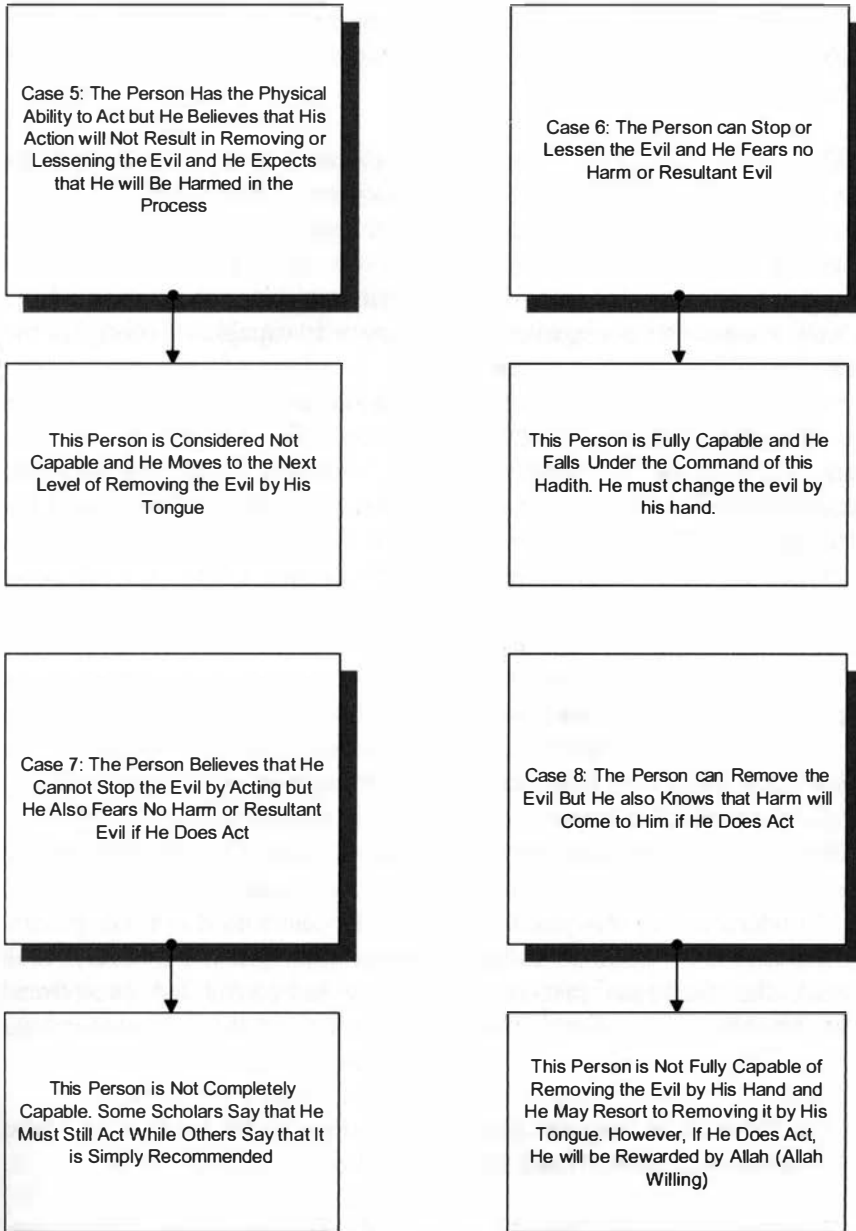 Case 5: The Person Has the Physical
Ability to Act but He Believes that His
Action will Not Result in Removing or
Lessening the Evil and He Expects
that He will Be Harmed in the
Process
Case 6: The Person can Stop or
Lessen the Evil and He Fears no
Harm or Resultant Evil
This Person is Considered Not
Capable and He Moves to the Next
Level of Removing the Evil by His
Tongue
This Person is Fully Capable and He
Falls Under the Command of this
Hadith. He must change the evil by
his hand.
Case 7: The Person Believes that He
Cannot Stop the Evil by Acting but
He Also Fears No Harm or Resultant
Evil if He Does Act
Case 8: The Person can Remove the
Evil But He also Knows that Harm will
Come to Him if He Does Act
This Person is Not Completely
Capable. Some Scholars Say that He
Must Still Act While Others Say that It
is Simply Recommended
This Person is Not Fully Capable of
Removing the Evil by His Hand and
He May Resort to Removing it by His
Tongue. However, If He Does Act,
He will be Rewarded by Allah (Allah
Willing)